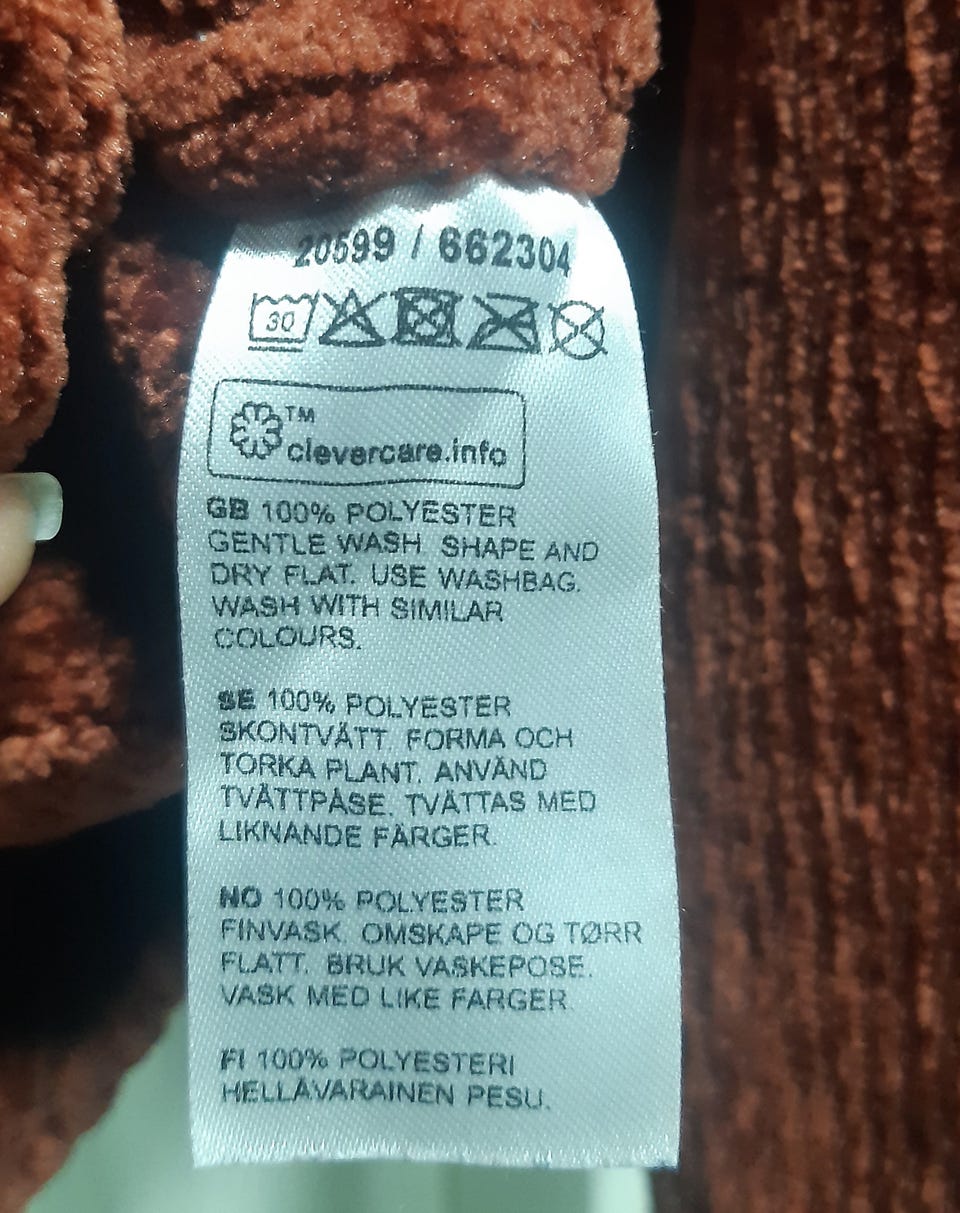 20599 / 662304
30
TM
clevercare.info
GB 100% POLYESTER
GENTLE WASH. SHAPE AND
DRY FLAT. USE WASHBAG.
WASH WITH SIMILAR
COLOURS.
SE 100% POLYESTER
SKONTVÄTT. FORMA OCH
TORKA PLANT. ANVÄND
TVÄTTPÅSE. TVÄTTAS MED
LIKNANDE FÄRGER.
NO 100% POLYESTER
FINVASK. OMSKAPE OG TØRR
FLATT. BRUK VASKEPOSE.
VASK MED LIKE FARGER.
FI 100% POLYESTERI
HELLÄVARAINEN PESU.